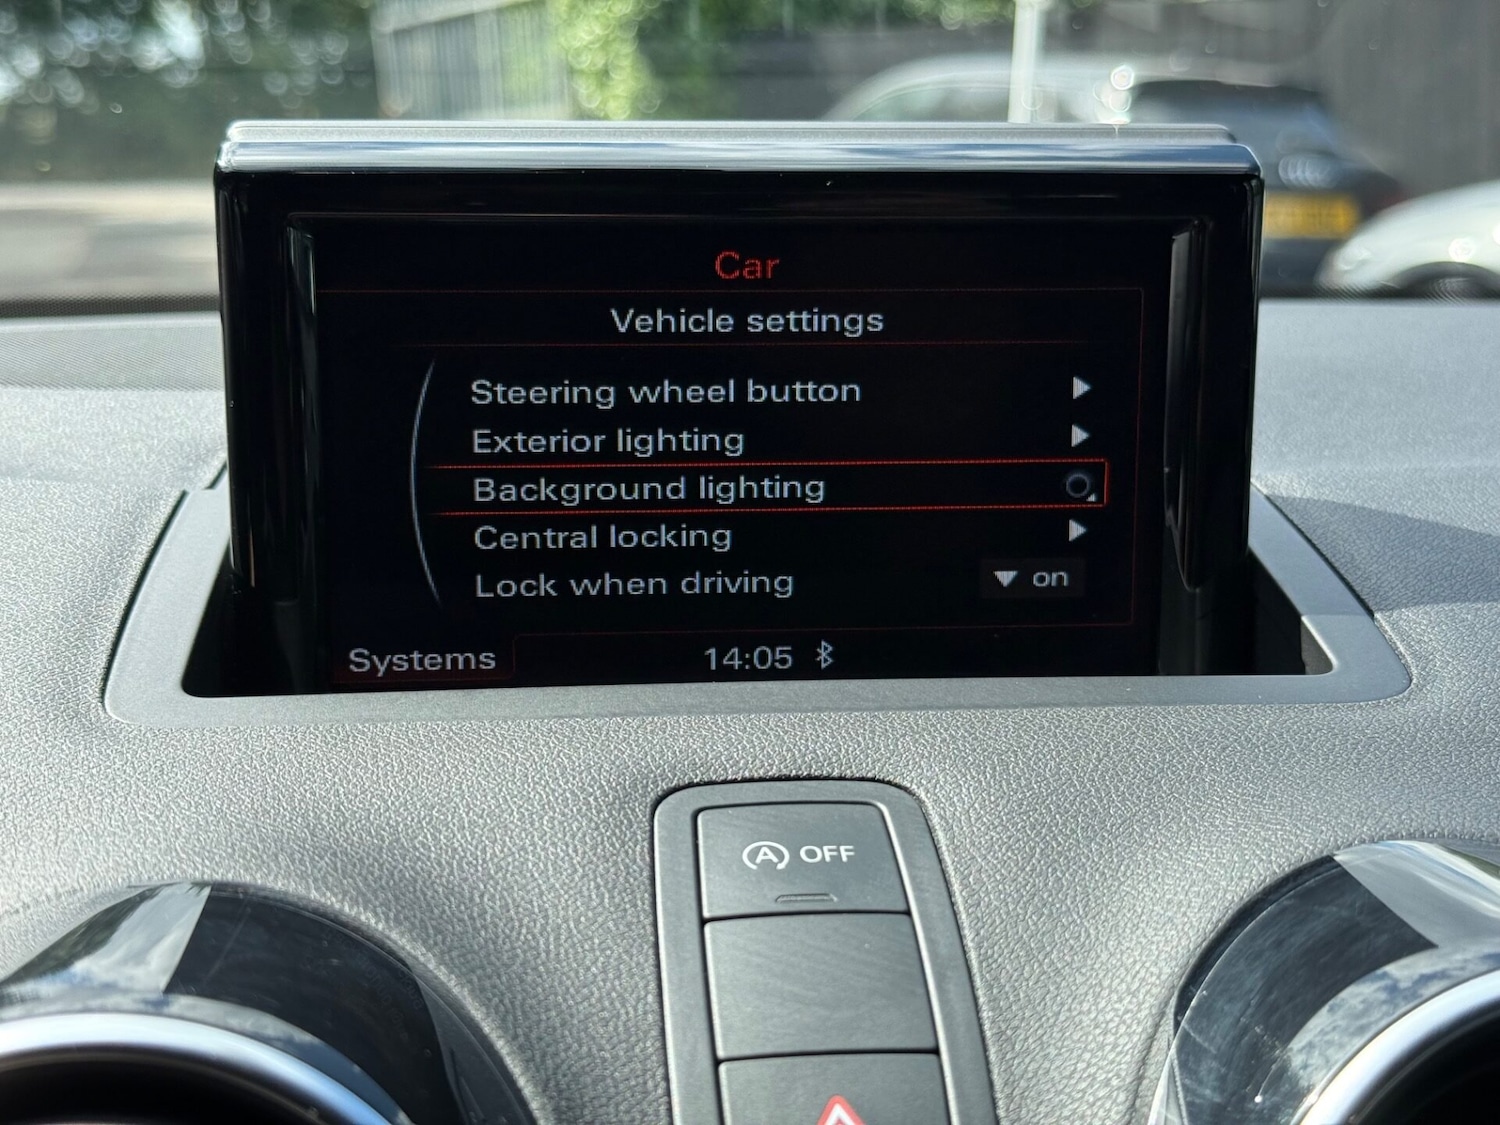 Car
Vehicle settings
Steering wheel button
Exterior lighting
Background lighting
Central locking
Lock when driving on
Systems 14:05
A OFF